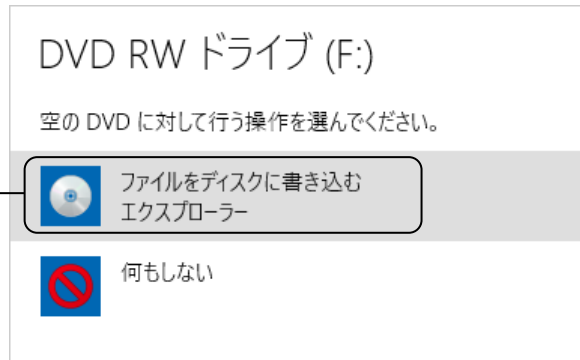 DVD RW ドライブ (F:)
空の DVD に対して行う操作を選んでください。
ファイルをディスクに書き込む
エクスプローラー
何もしない